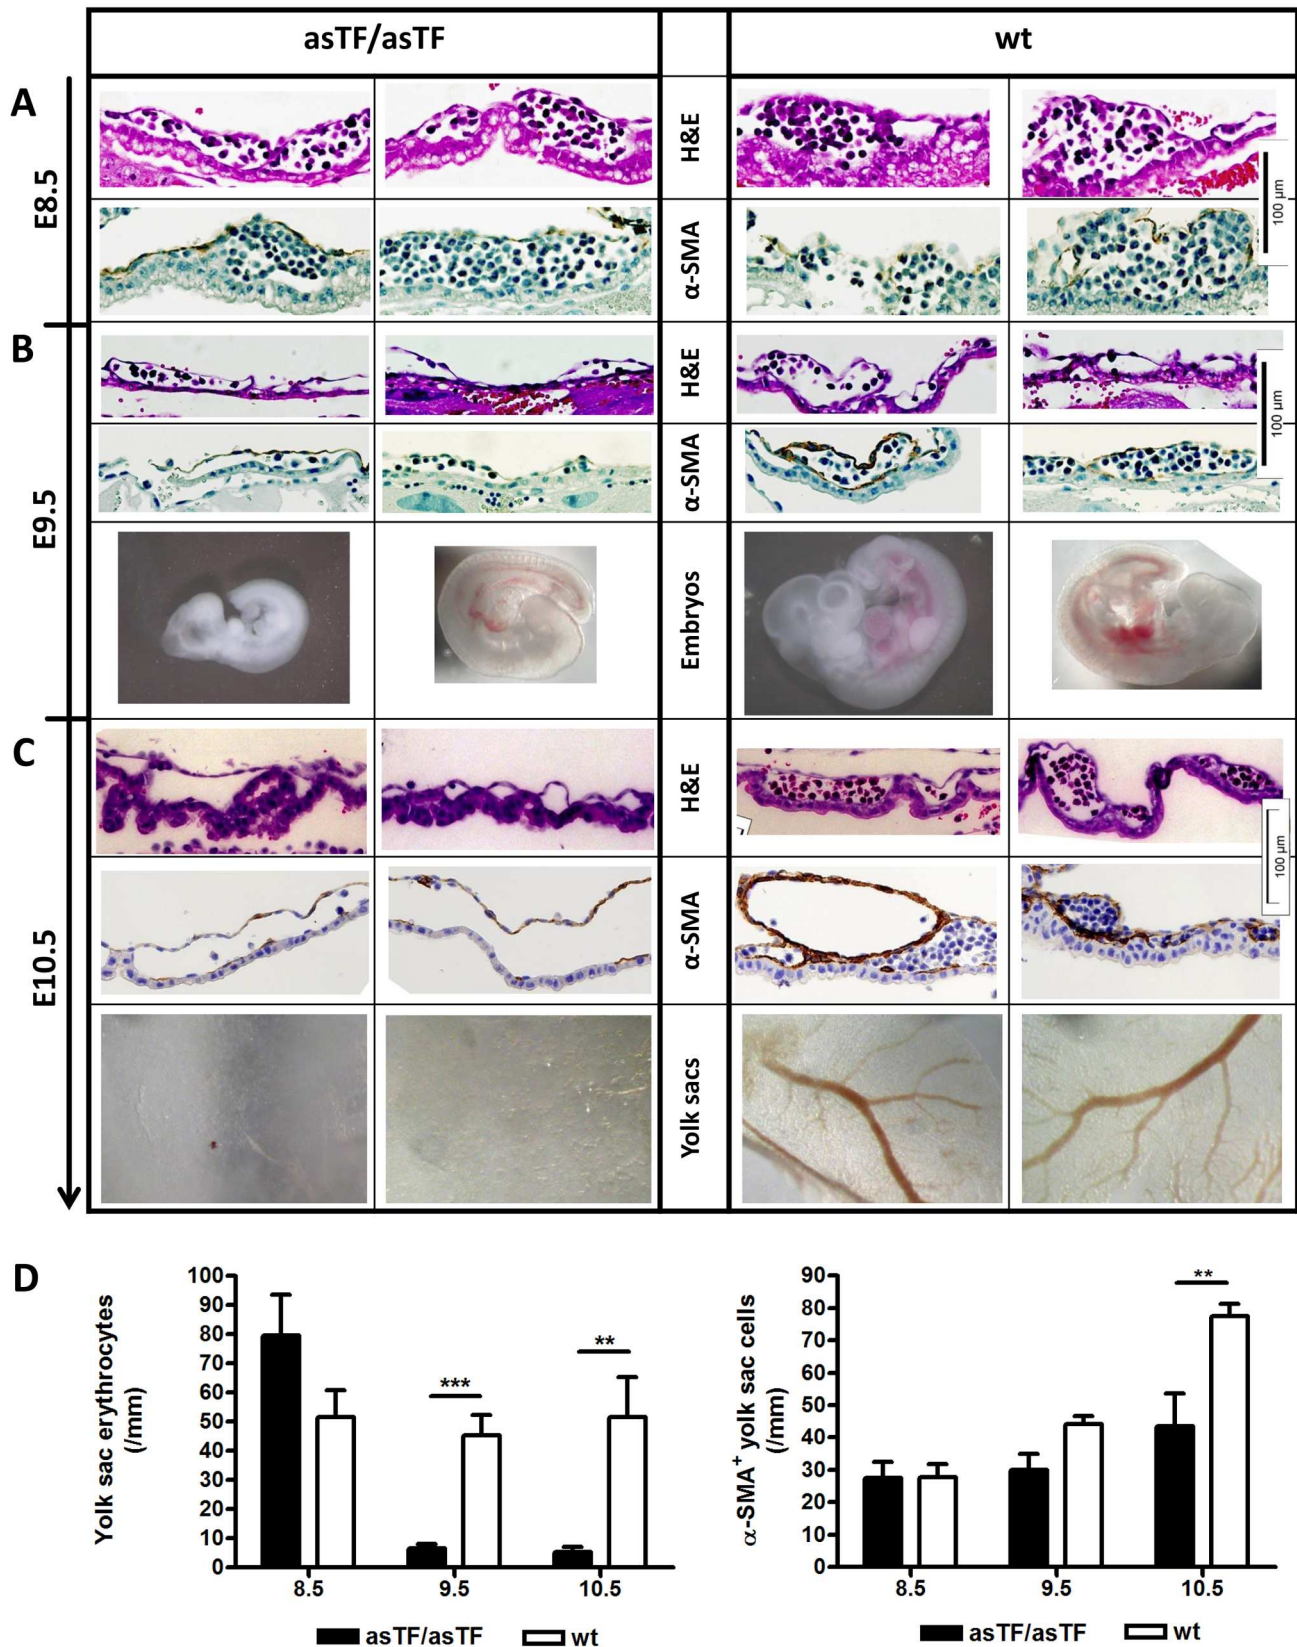 asTF/asTF
wt
A
E8.5
H&E
100 µm
α-SMA
B
E9.5
H&E
100 µm
α-SMA
Embryos
C
E10.5
H&E
100 µm
α-SMA
Yolk sacs
D
Yolk sac erythrocytes
(/mm)
100
90
80
70
60
50
40
30
20
10
0
***
**
8.5
9.5
10.5
asTF/asTF
wt
α-SMA+ yolk sac cells
(/mm)
90
80
70
60
50
40
30
20
10
0
**
8.5
9.5
10.5
asTF/asTF
wt